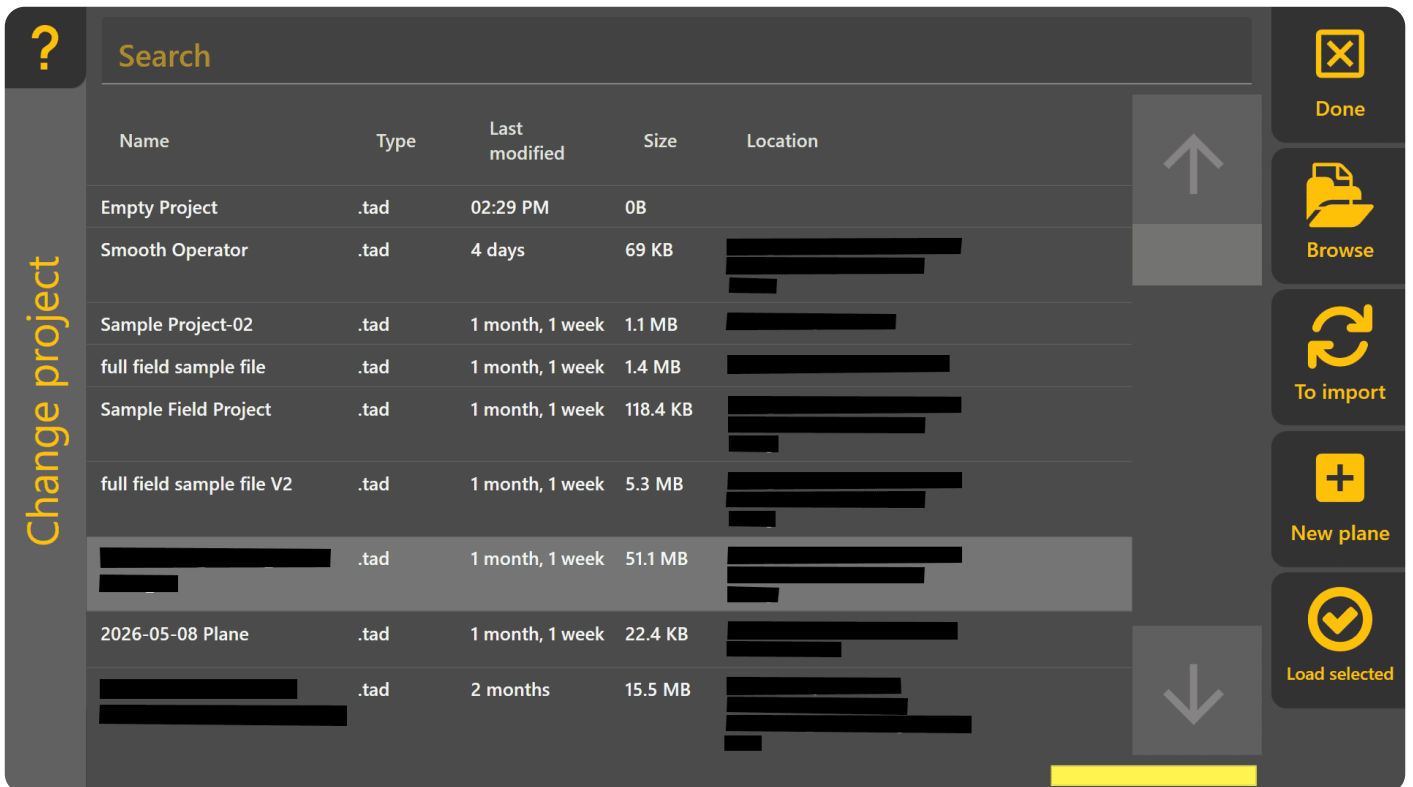 ?
Search
Done
Name Type Last modified Size Location
Empty Project .tad 02:29 PM 0B
Browse
Smooth Operator .tad 4 days 69 KB
Sample Project-02 .tad 1 month, 1 week 1.1 MB
full field sample file .tad 1 month, 1 week 1.4 MB
To import
Sample Field Project .tad 1 month, 1 week 118.4 KB
Change project
full field sample file V2 .tad 1 month, 1 week 5.3 MB
New plane
.tad 1 month, 1 week 51.1 MB
2026-05-08 Plane .tad 1 month, 1 week 22.4 KB
Load selected
.tad 2 months 15.5 MB